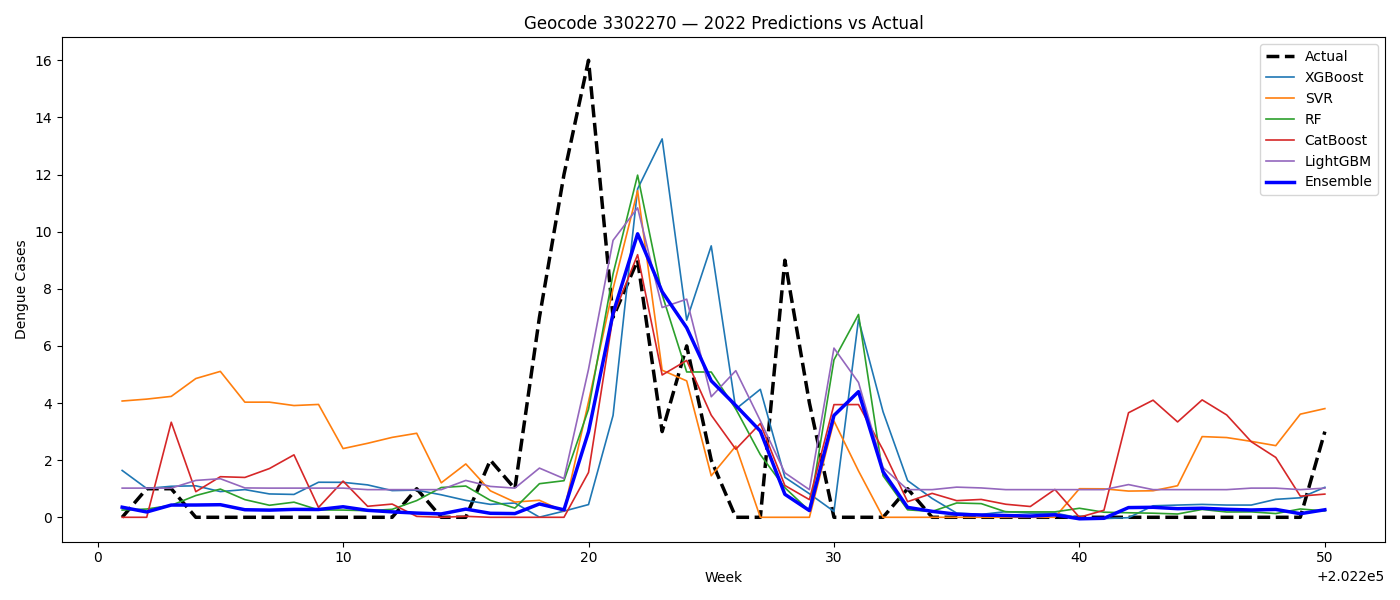 Geocode 3302270 — 2022 Predictions vs Actual
Dengue Cases
16
14
12
10
8
6
4
2
0
Actual
XGBoost
SVR
RF
CatBoost
LightGBM
Ensemble
0 10 20 30 40 50
Week
+2.022e5